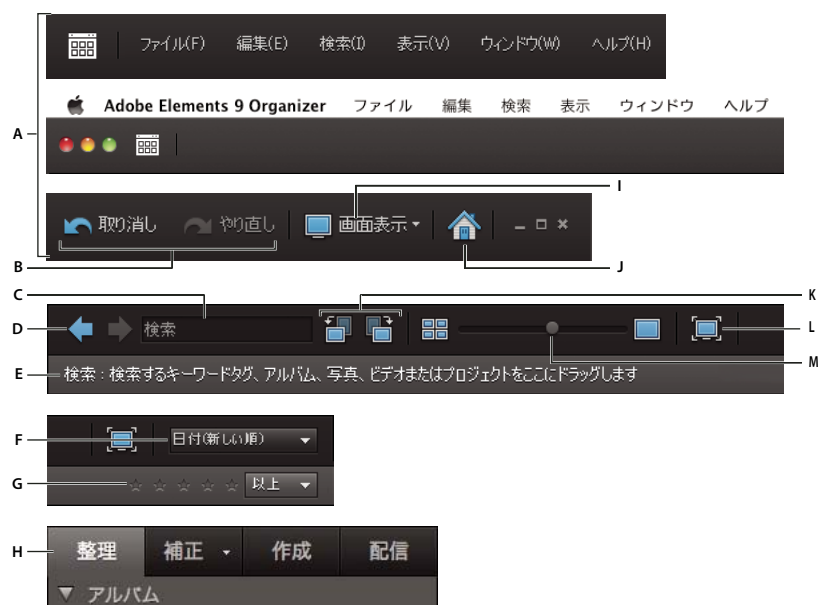 ファイル(F) 編集(E) 検索(I) 表示(V) ウィンドウ(W) ヘルプ(H)
Adobe Elements 9 Organizer ファイル 編集 検索 表示 ウィンドウ ヘルプ
A
I
取り消し やり直し 画面表示
B
J
C
K
D
検索
L
E
検索 : 検索するキーワードタグ、アルバム、写真、ビデオまたはプロジェクトをここにドラッグします
M
F
日付(新しい順)
G
以上
H
整理 補正 作成 配信
アルバム